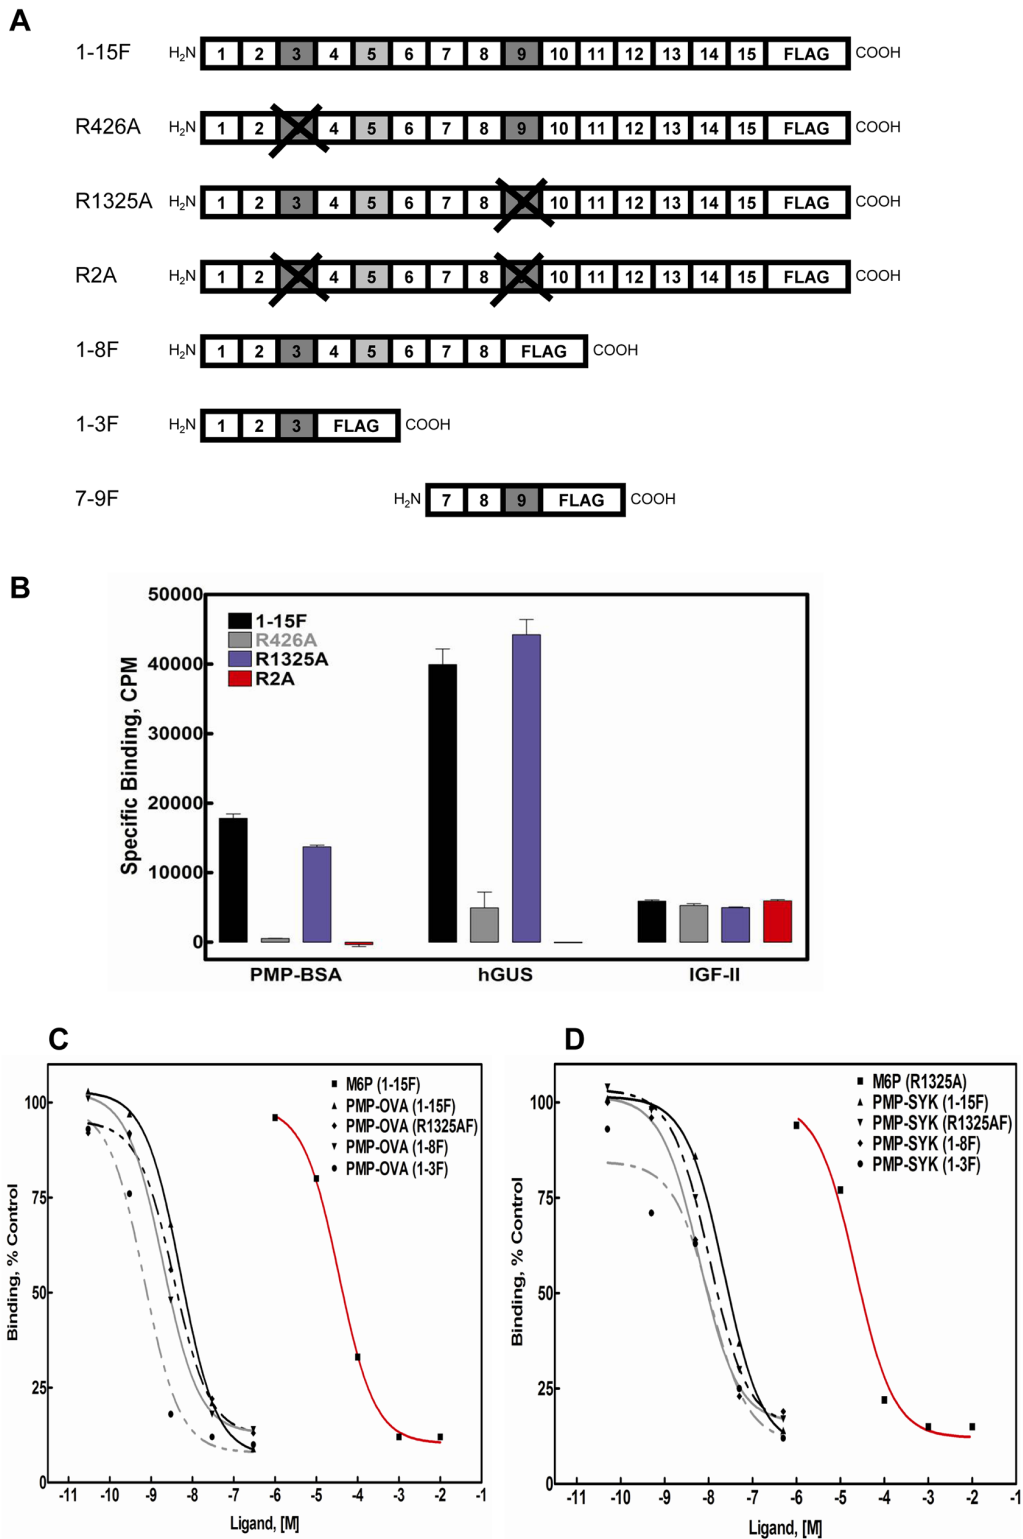 A
1-15F H₂N 1 2 3 4 5 6 7 8 9 10 11 12 13 14 15 FLAG COOH
R426A H₂N 1 2 4 5 6 7 8 9 10 11 12 13 14 15 FLAG COOH
R1325A H₂N 1 2 3 4 5 6 7 8 10 11 12 13 14 15 FLAG COOH
R2A H₂N 1 2 4 5 6 7 8 10 11 12 13 14 15 FLAG COOH
1-8F H₂N 1 2 3 4 5 6 7 8 FLAG COOH
1-3F H₂N 1 2 3 FLAG COOH
7-9F H₂N 7 8 9 FLAG COOH
B
Specific Binding, CPM
50000
40000
30000
20000
10000
0
1-15F
R426A
R1325A
R2A
PMP-BSA hGUS IGF-II
C
Binding, % Control
100
75
50
25
0
M6P (1-15F)
PMP-OVA (1-15F)
PMP-OVA (R1325AF)
PMP-OVA (1-8F)
PMP-OVA (1-3F)
-11 -10 -9 -8 -7 -6 -5 -4 -3 -2 -1
Ligand, [M]
D
Binding, % Control
100
75
50
25
0
M6P (R1325A)
PMP-SYK (1-15F)
PMP-SYK (R1325AF)
PMP-SYK (1-8F)
PMP-SYK (1-3F)
-11 -10 -9 -8 -7 -6 -5 -4 -3 -2 -1
Ligand, [M]